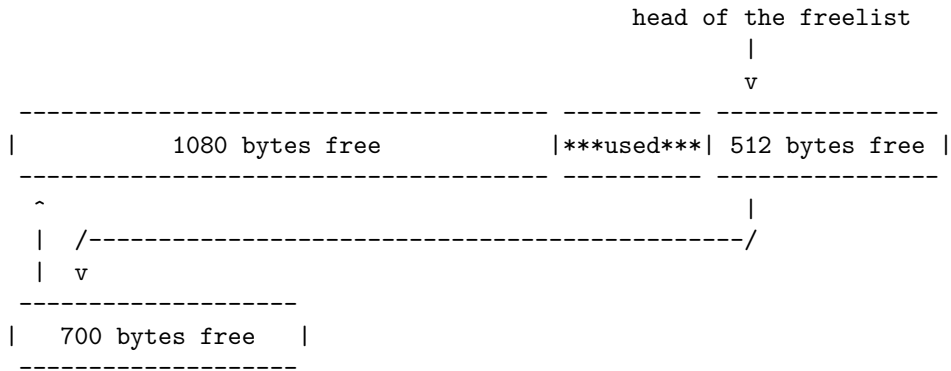 head of the freelist
|
v
-------------------------------------- ---------- ----------------
| 1080 bytes free |***used***| 512 bytes free |
-------------------------------------- ---------- ----------------
^ |
| /-----------------------------------------------/
| v
--------------------
| 700 bytes free |
--------------------